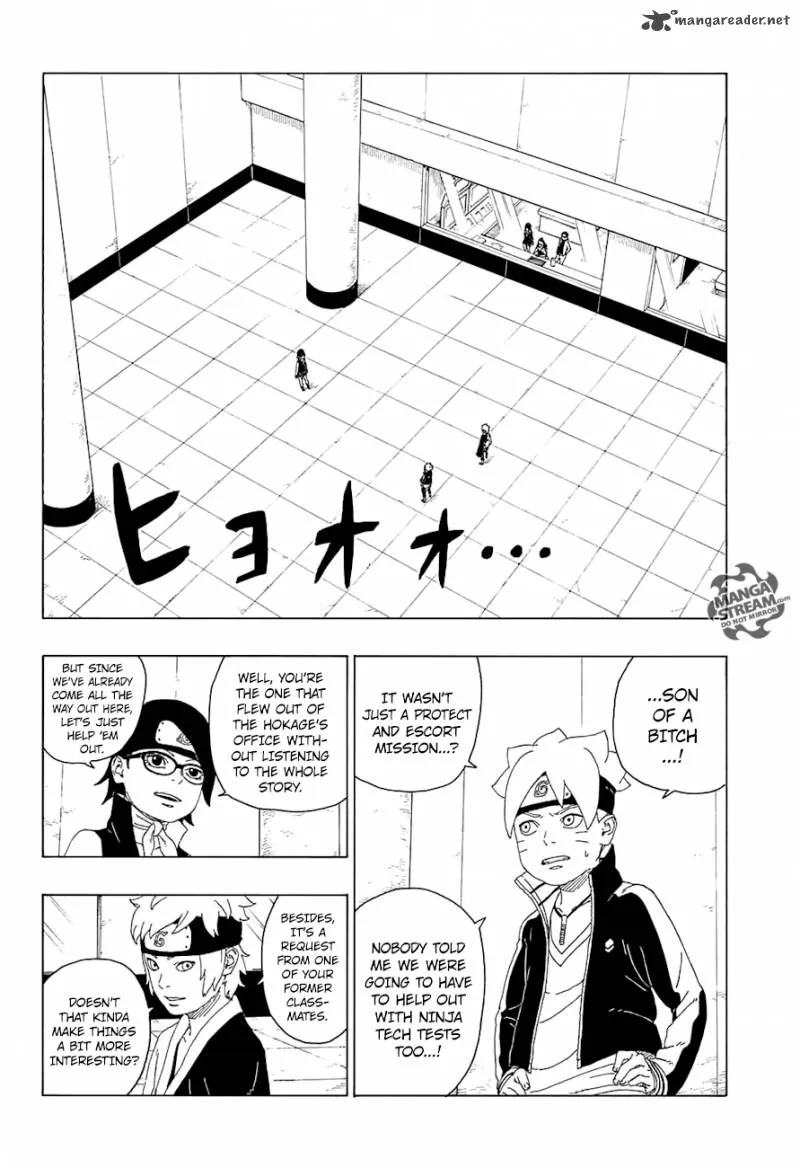 mangareader.net
ヒョオオ...
MANGA
STREAM.com
DO NOT MIRROR
...SON
OF A
BITCH
...!
IT WASN'T
JUST A PROTECT
AND ESCORT
MISSION...?
NOBODY TOLD
ME WE WERE
GOING TO HAVE
TO HELP OUT
WITH NINJA
TECH TESTS
TOO...!
WELL, YOU'RE
THE ONE THAT
FLEW OUT OF
THE HOKAGE'S
OFFICE WITH-
OUT LISTENING
TO THE WHOLE
STORY.
BUT SINCE
WE'VE ALREADY
COME ALL THE
WAY OUT HERE,
LET'S JUST
HELP 'EM
OUT.
BESIDES,
IT'S A
REQUEST
FROM ONE
OF YOUR
FORMER
CLASS-
MATES.
DOESN'T
THAT KINDA
MAKE THINGS
A BIT MORE
INTERESTING?